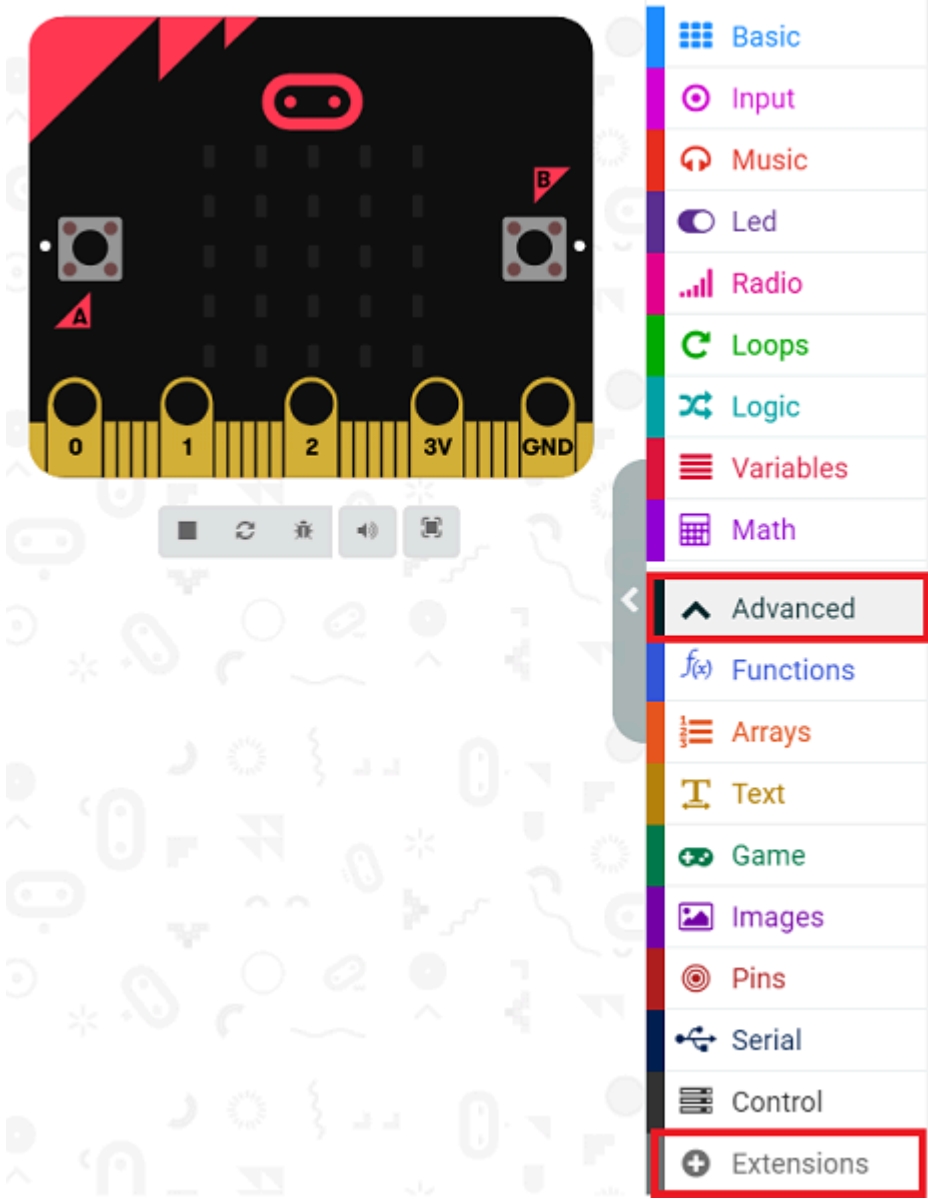 B
A
0 1 2 3V GND
Basic
Input
Music
Led
Radio
Loops
Logic
Variables
Math
Advanced
f(x) Functions
Arrays
Text
Game
Images
Pins
Serial
Control
Extensions